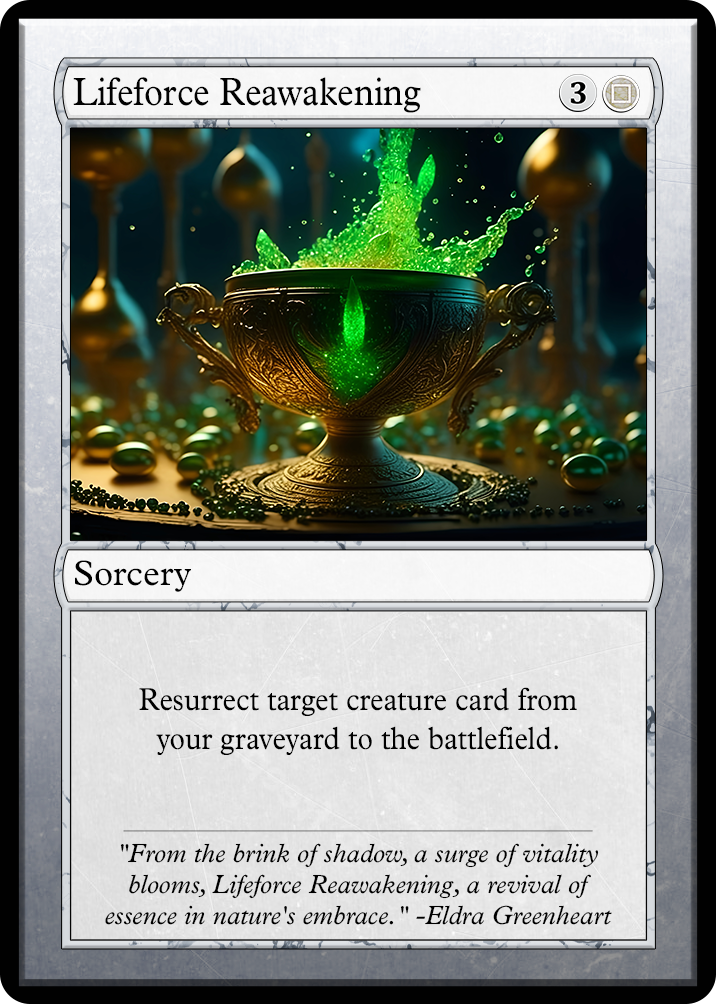 Lifeforce Reawakening 3
Sorcery
Resurrect target creature card from
your graveyard to the battlefield.
"From the brink of shadow, a surge of vitality
blooms, Lifeforce Reawakening, a revival of
essence in nature's embrace." -Eldra Greenheart